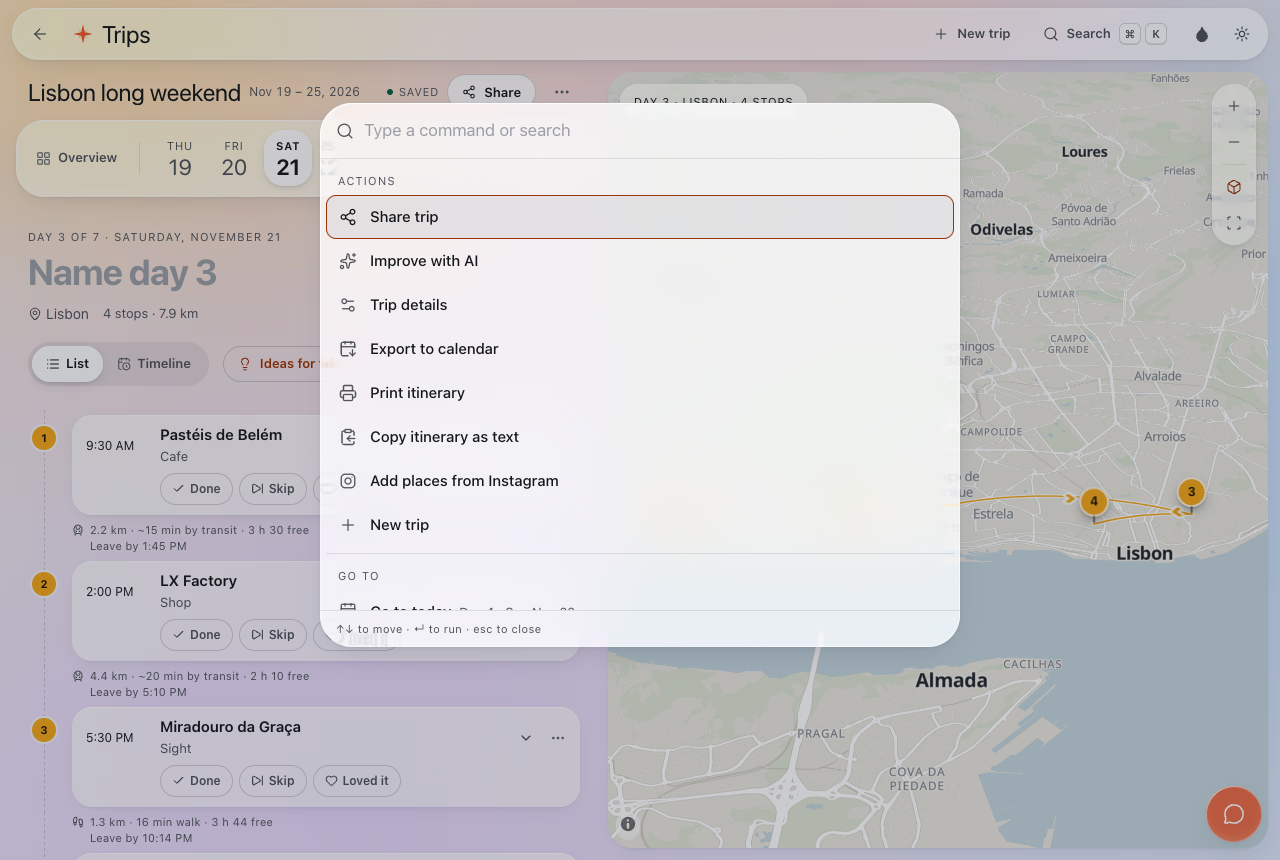 Trips
New trip
Search ⌘ K
Lisbon long weekend
Nov 19 – 25, 2026
SAVED
Share
Overview
THU
19
FRI
20
SAT
21
DAY 3 OF 7 · SATURDAY, NOVEMBER 21
Name day 3
Lisbon
4 stops · 7.9 km
List
Timeline
Ideas for
1
9:30 AM
Pastéis de Belém
Cafe
Done
Skip
2.2 km · ~15 min by transit · 3 h 30 free
Leave by 1:45 PM
2
2:00 PM
LX Factory
Shop
Done
Skip
4.4 km · ~20 min by transit · 2 h 10 free
Leave by 5:10 PM
3
5:30 PM
Miradouro da Graça
Sight
Done
Skip
Loved it
1.3 km · 16 min walk · 3 h 44 free
Leave by 10:14 PM
Type a command or search
ACTIONS
Share trip
Improve with AI
Trip details
Export to calendar
Print itinerary
Copy itinerary as text
Add places from Instagram
New trip
GO TO
Go to today
↑↓ to move · ↵ to run · esc to close
DAY 3 · LISBON · 4 STOPS
Fanhões
Loures
Frielas
Ramada
Póvoa de
Santo Adrião
Odivelas
Ameixoeira
Prior
LUMIAR
CAMPO
GRANDE
Alvalade
AREEIRO
CAMPOLIDE
Arroios
Estrela
4
3
Lisbon
CACILHAS
Almada
PRAGAL
COVA DA
PIEDADE